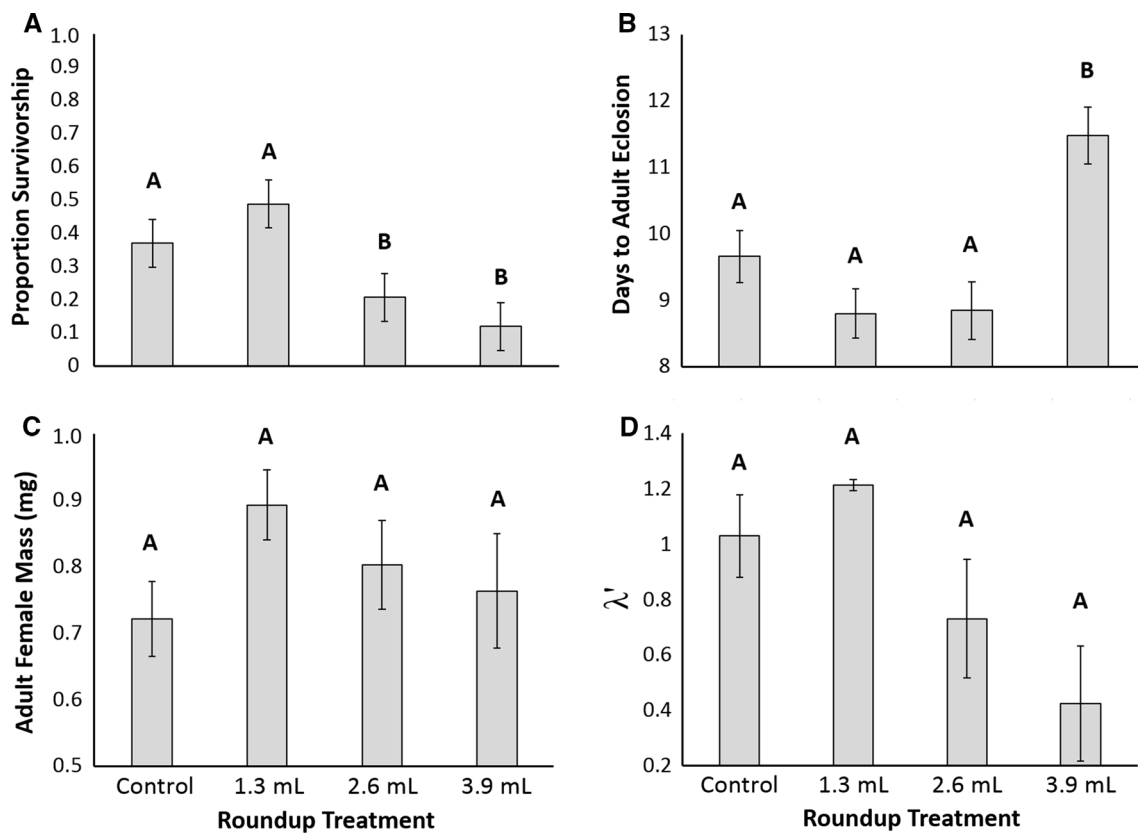 A
Proportion Survivorship
1.0
0.9
0.8
0.7
0.6
0.5
0.4
0.3
0.2
0.1
0
A
A
B
B
B
Days to Adult Eclosion
13
12
11
10
9
8
A
A
A
B
C
Adult Female Mass (mg)
1.0
0.9
0.8
0.7
0.6
0.5
A
A
A
A
Control
1.3 mL
2.6 mL
3.9 mL
Roundup Treatment
D
λ'
1.4
1.2
1
0.8
0.6
0.4
0.2
A
A
A
A
Control
1.3 mL
2.6 mL
3.9 mL
Roundup Treatment